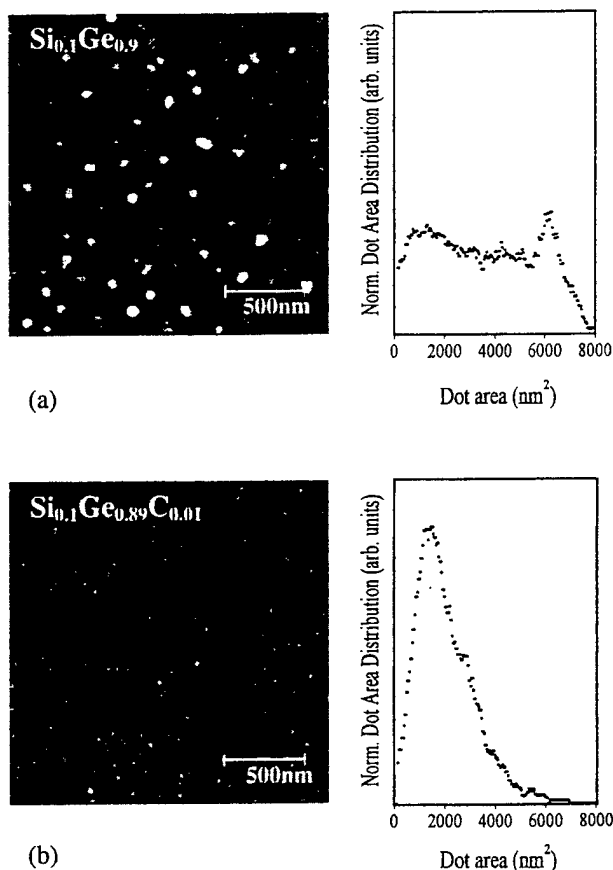 Si0.1Ge0.9
500nm
Norm. Dot Area Distribution (arb. units)
0 2000 4000 6000 8000
Dot area (nm2)
(a)
Si0.1Ge0.89C0.01
500nm
Norm. Dot Area Distribution (arb. units)
0 2000 4000 6000 8000
Dot area (nm2)
(b)